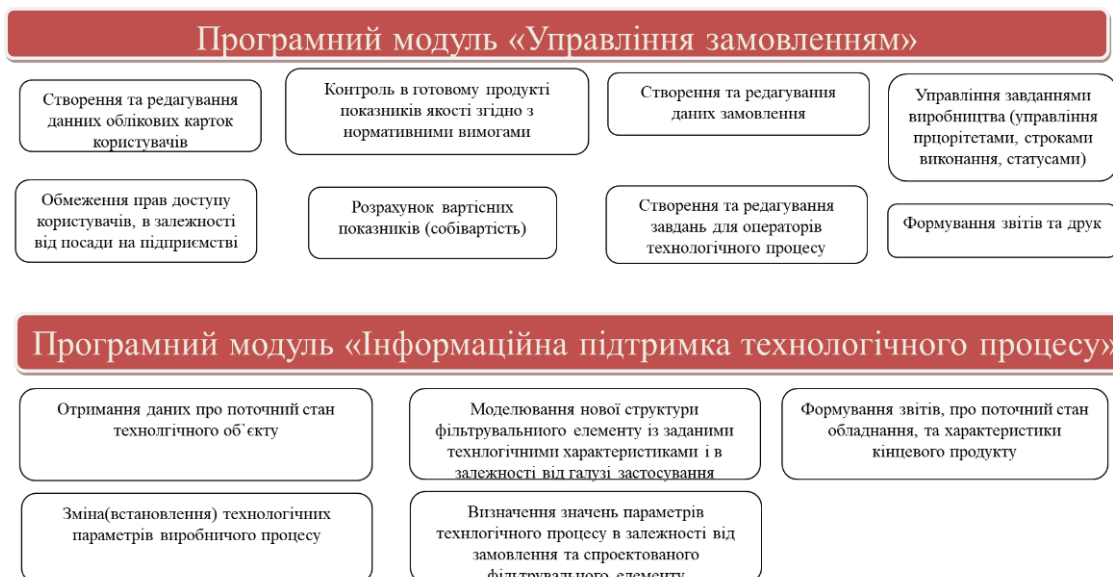 Програмний модуль «Управління замовленням»
Створення та редагування
данних облікових карток
користувачів
Контроль в готовому продукті
показників якості згідно з
нормативними вимогами
Створення та редагування
даних замовлення
Управління завданнями
виробництва (управління
прцорітетами, строками
виконання, статусами)
Обмеження прав доступу
користувачів, в залежності
від посади на підприємстві
Розрахунок вартісних
показників (собівартість)
Створення та редагування
завдань для операторів
технологічного процесу
Формування звітів та друк
Програмний модуль «Інформаційна підтримка технологічного процесу»
Отримання даних про поточний стан
технолгічного об`єкту
Моделювання нової структури
фільтрувальниого елементу із заданими
технлогічними характеристиками і в
залежності від галузі застосування
Формування звітів, про поточний стан
обладнання, та характеристики
кінцевого продукту
Зміна(встановлення) технологічних
параметрів виробничого процесу
Визначення значень параметрів
технлогічного процесу в залежності від
замовлення та спроектованого
фільтрувального елементу